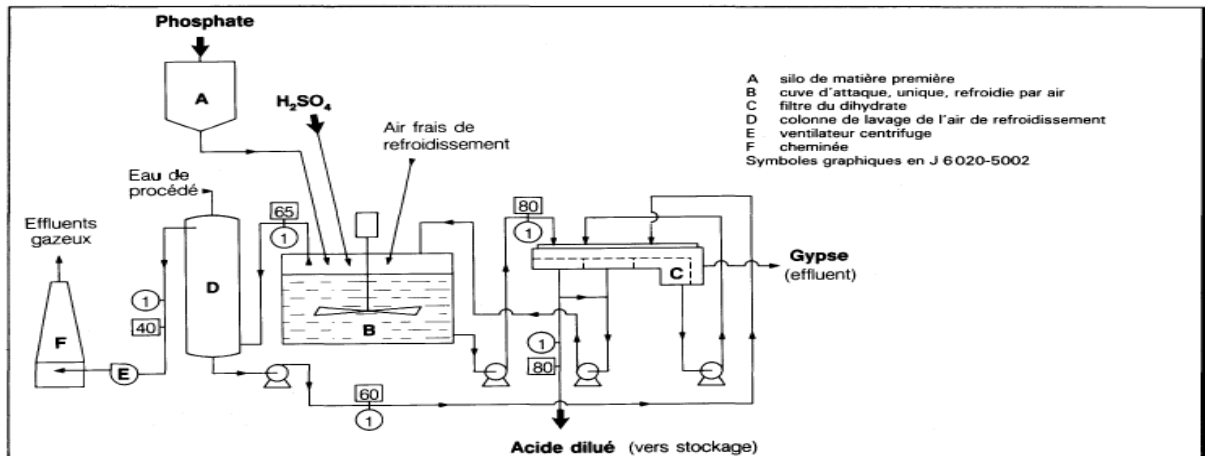 Phosphate
A
H₂SO₄
Air frais de
refroidissement
Eau de
procédé
Effluents
gazeux
65
1
80
1
D
B
C
Gypse
(effluent)
1
40
F
E
1
80
60
1
Acide dilué (vers stockage)
A silo de matière première
B cuve d'attaque, unique, refroidie par air
C filtre du dihydrate
D colonne de lavage de l'air de refroidissement
E ventilateur centrifuge
F cheminée
Symboles graphiques en J 6020-5002